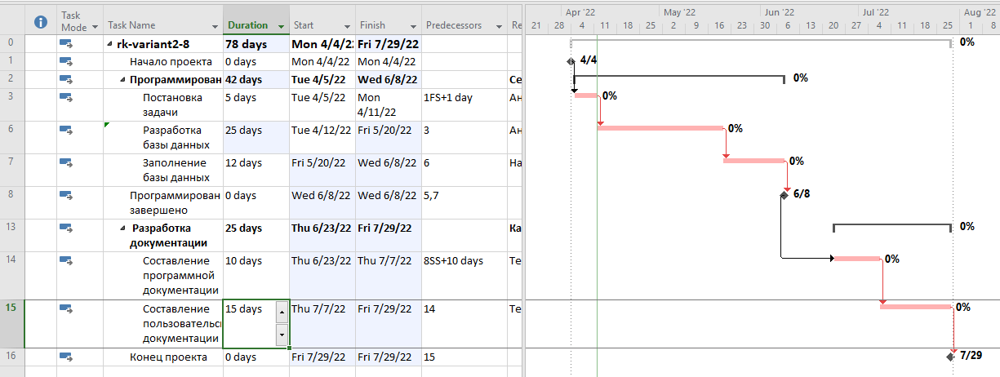 Task Mode Task Name Duration Start Finish Predecessors Re
Apr '22 May '22 Jun '22 Jul '22 Aug '22
21 28 4 11 18 25 2 9 16 23 30 6 13 20 27 4 11 18 25 1 8
0 rk-variant2-8 78 days Mon 4/4/22 Fri 7/29/22 0%
1 Начало проекта 0 days Mon 4/4/22 Mon 4/4/22 4/4
2 Программирован 42 days Tue 4/5/22 Wed 6/8/22 Се 0%
3 Постановка задачи 5 days Tue 4/5/22 Mon 4/11/22 1FS+1 day Ан 0%
6 Разработка базы данных 25 days Tue 4/12/22 Fri 5/20/22 3 Ан 0%
7 Заполнение базы данных 12 days Fri 5/20/22 Wed 6/8/22 6 На 0%
8 Программирован завершено 0 days Wed 6/8/22 Wed 6/8/22 5,7 6/8
13 Разработка документации 25 days Thu 6/23/22 Fri 7/29/22 Ка 0%
14 Составление программной документации 10 days Thu 6/23/22 Thu 7/7/22 8SS+10 days Те 0%
15 Составление пользовательс документации 15 days Thu 7/7/22 Fri 7/29/22 14 Те 0%
16 Конец проекта 0 days Fri 7/29/22 Fri 7/29/22 15 7/29